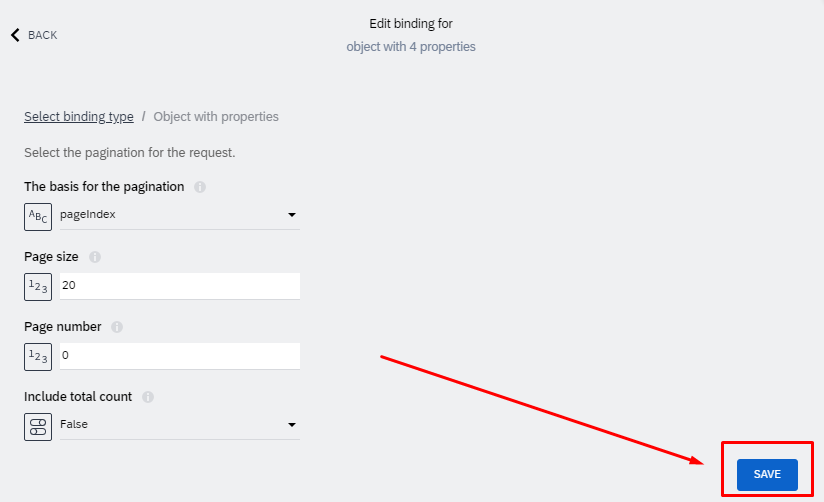 Edit binding for
BACK
object with 4 properties
Select binding type / Object with properties
Select the pagination for the request.
The basis for the pagination i
ABC pageIndex
Page size i
123 20
Page number i
123 0
Include total count i
False
SAVE